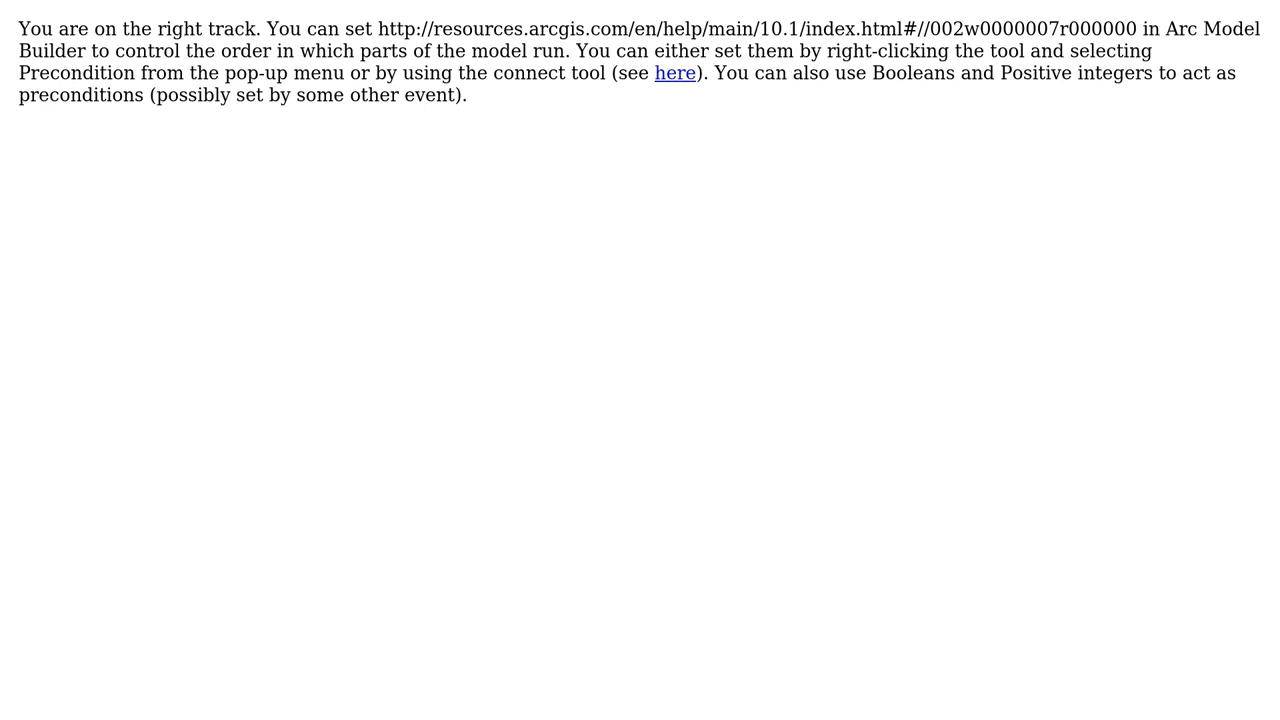 You are on the right track. You can set http://resources.arcgis.com/en/help/main/10.1/index.html#//002w0000007r000000 in Arc Model
Builder to control the order in which parts of the model run. You can either set them by right-clicking the tool and selecting
Precondition from the pop-up menu or by using the connect tool (see here). You can also use Booleans and Positive integers to act as
preconditions (possibly set by some other event).